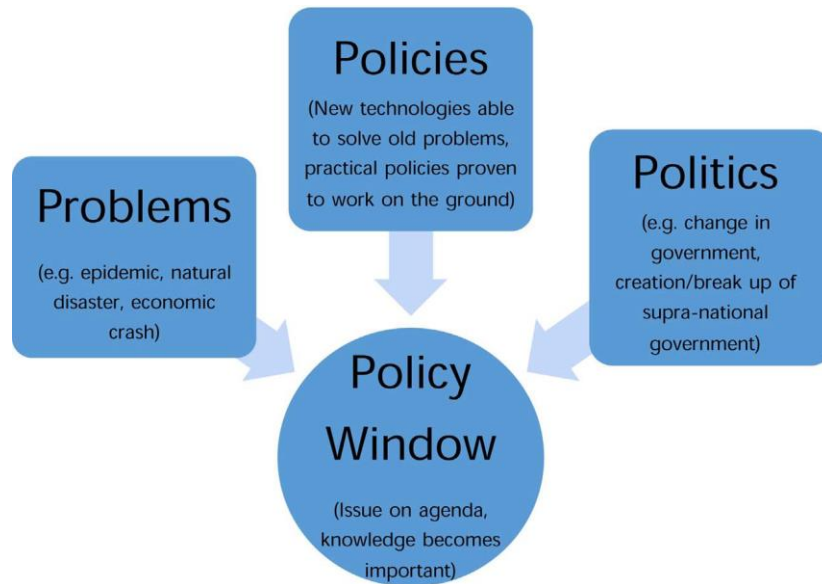 Policies
(New technologies able
to solve old problems,
practical policies proven
to work on the ground)
Problems
(e.g. epidemic, natural
disaster, economic
crash)
Politics
(e.g. change in
government,
creation/break up of
supra-national
government)
Policy
Window
(Issue on agenda,
knowledge becomes
important)